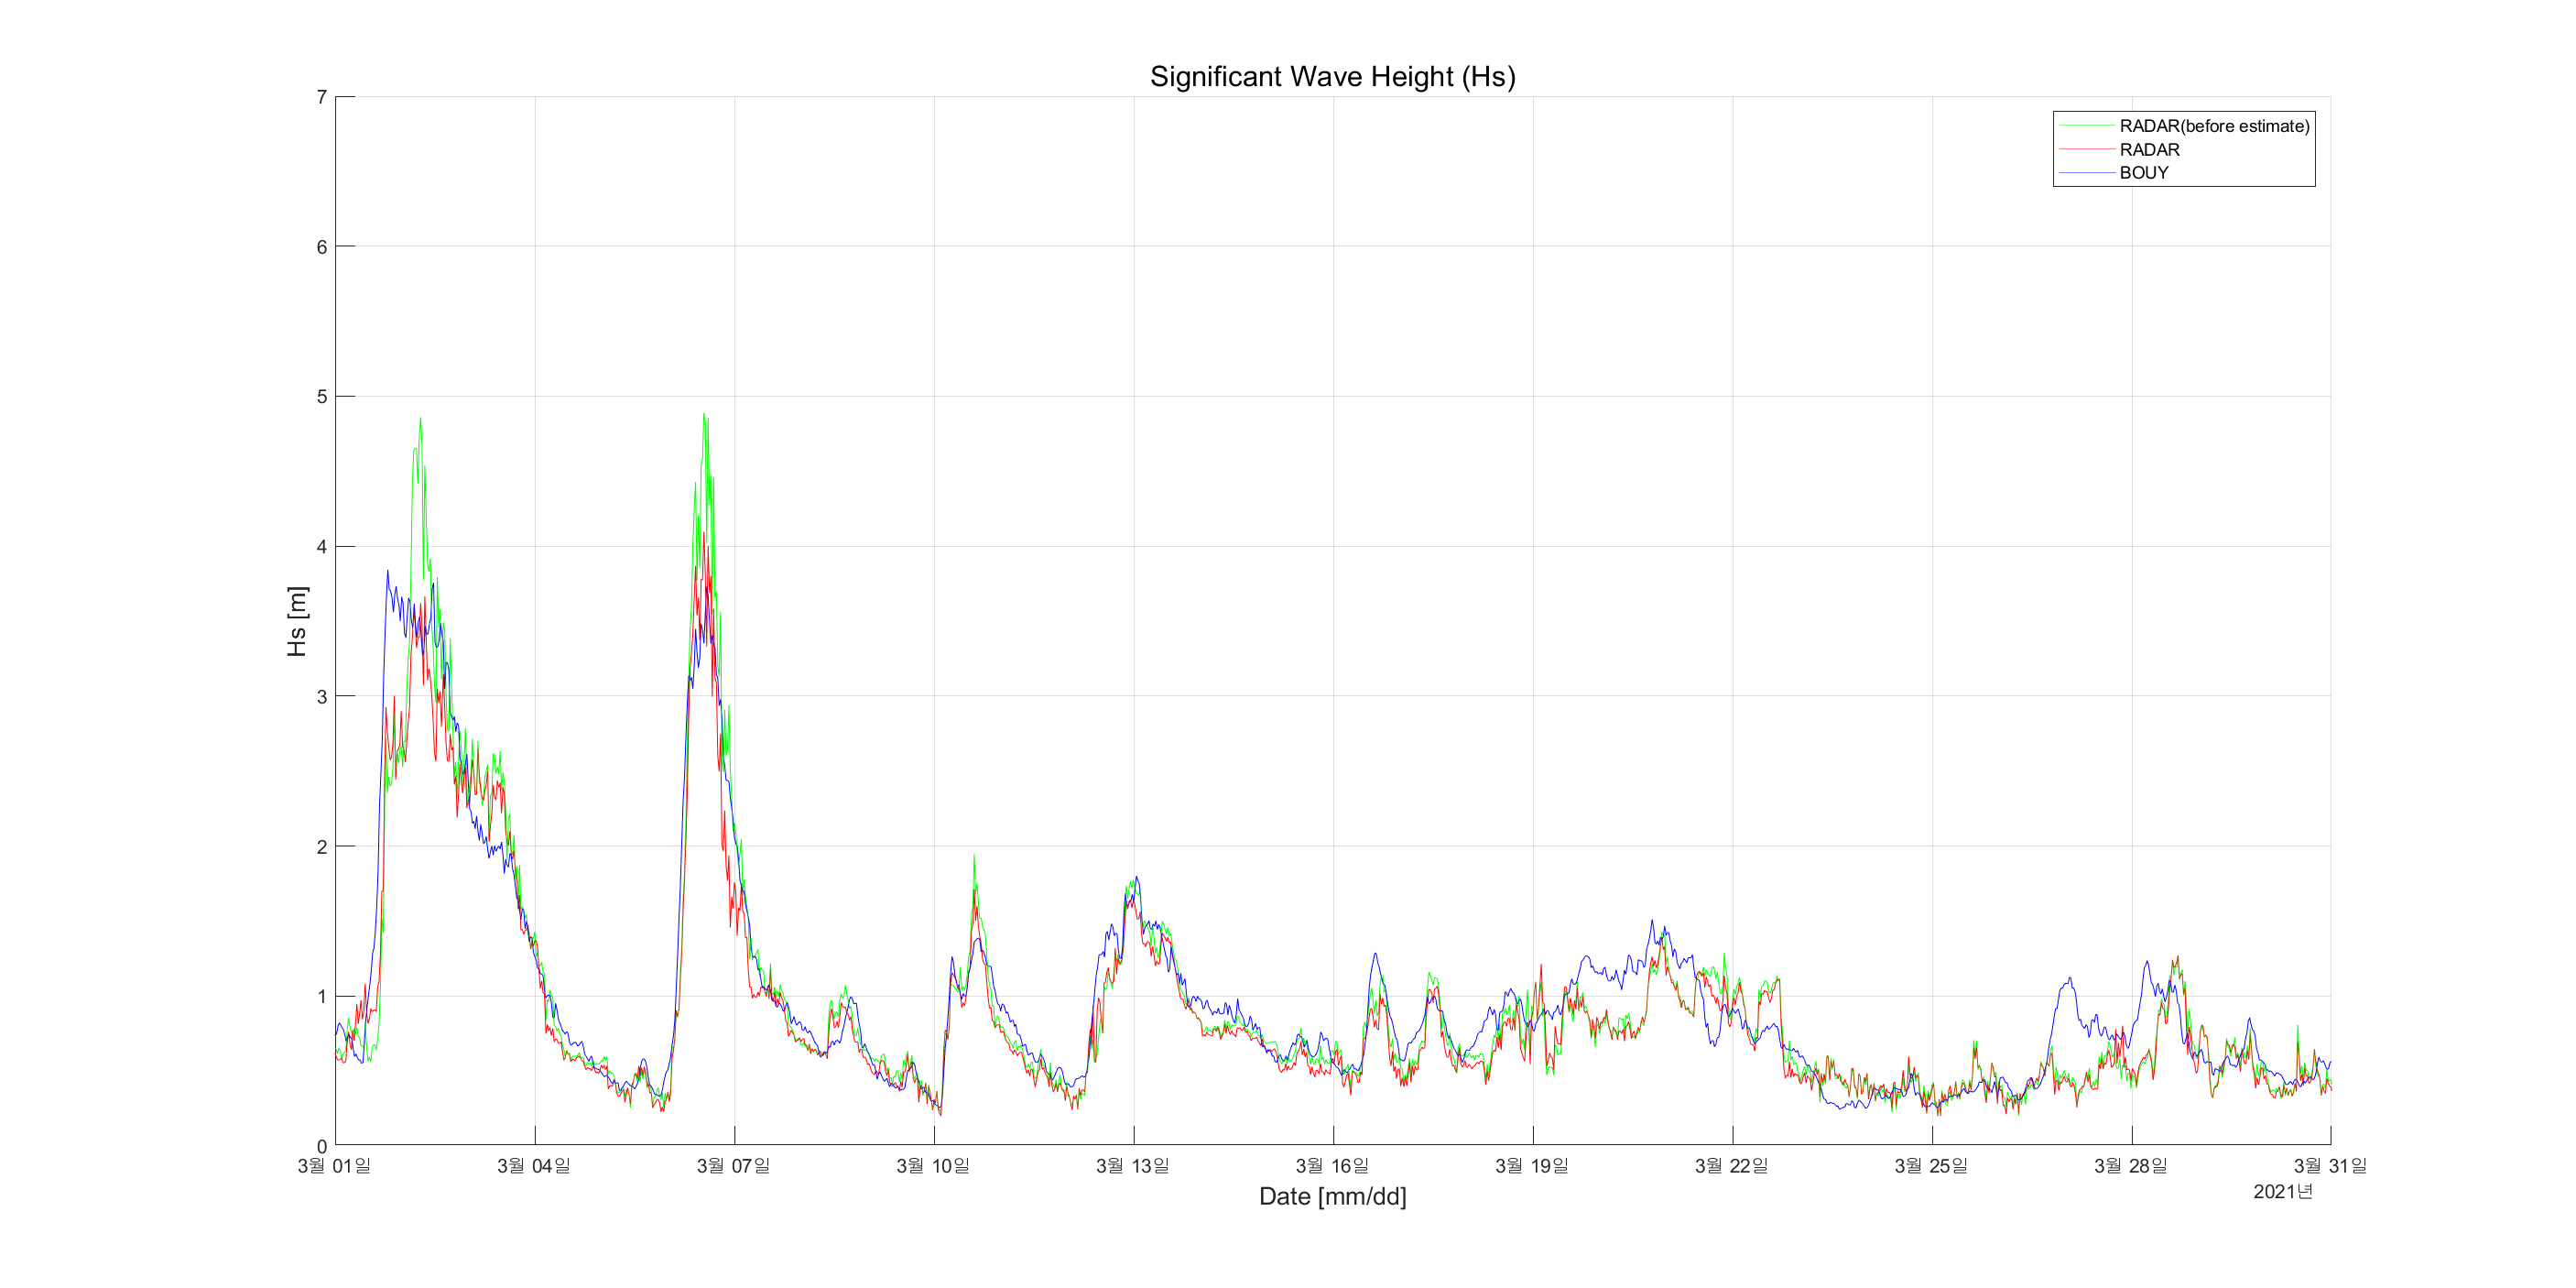 Significant Wave Height (Hs)
RADAR(before estimate)
RADAR
BOUY
7
6
5
4
3
2
1
0
Hs [m]
3월 01일
3월 04일
3월 07일
3월 10일
3월 13일
3월 16일
3월 19일
3월 22일
3월 25일
3월 28일
3월 31일
2021년
Date [mm/dd]